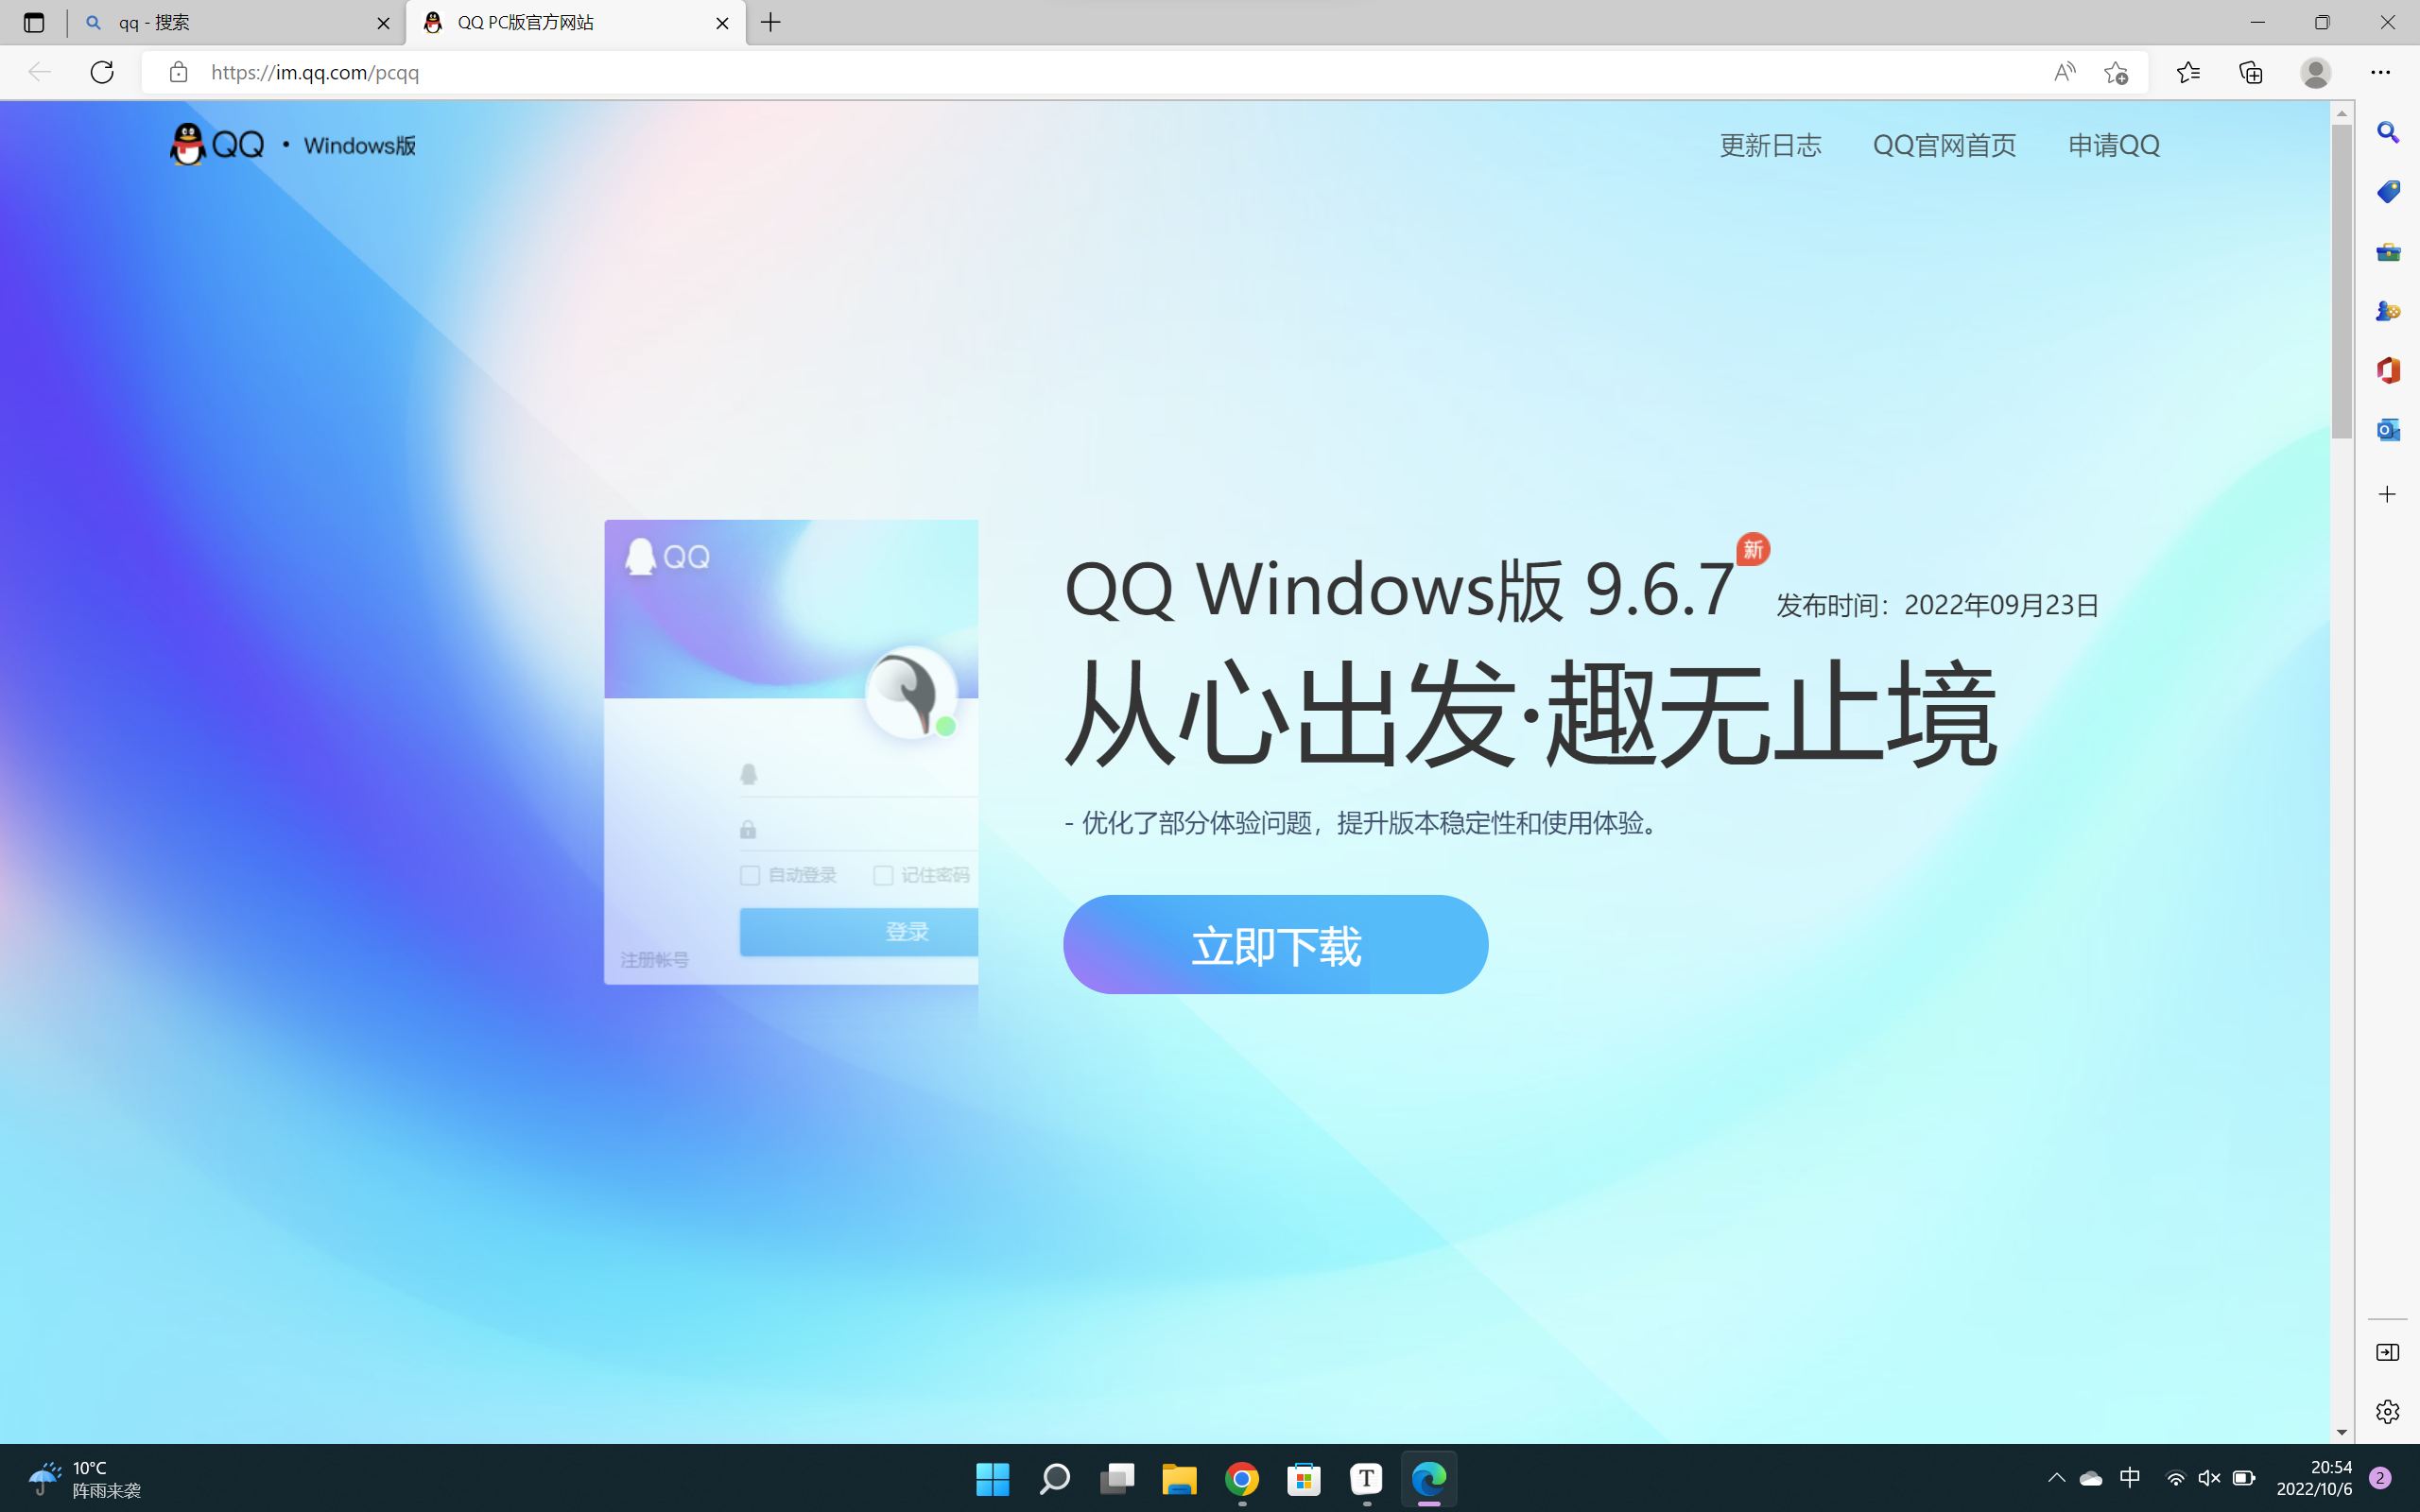 qq - 搜索
QQ PC版官方网站
https://im.qq.com/pcqq
QQ · Windows版
更新日志 QQ官网首页 申请QQ
QQ
QQ Windows版 9.6.7 新 发布时间：2022年09月23日
从心出发·趣无止境
- 优化了部分体验问题，提升版本稳定性和使用体验。
自动登录 记住密码
登录
注册帐号
立即下载
10°C
阵雨来袭
中
20:54
2022/10/6
2